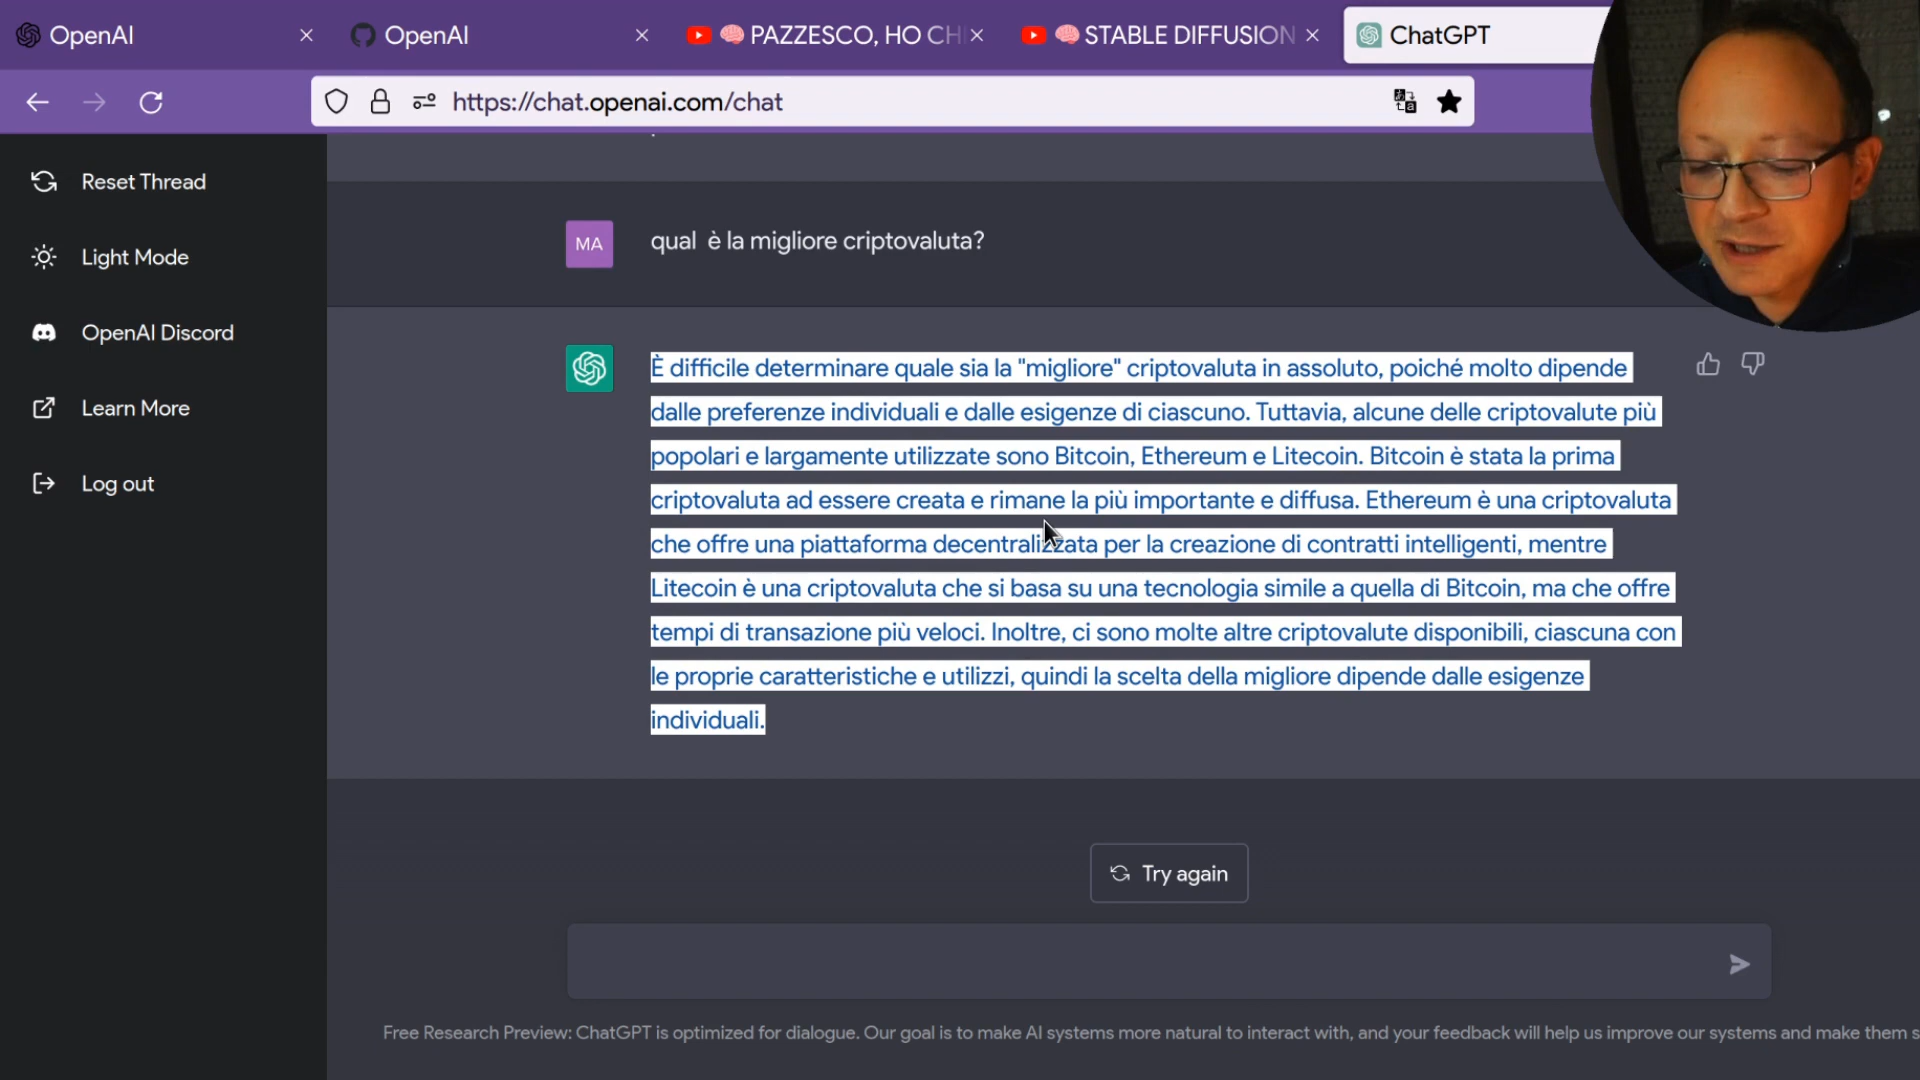 OpenAI
OpenAI
PAZZESCO, HO CH
STABLE DIFFUSION
ChatGPT
https://chat.openai.com/chat
Reset Thread
Light Mode
OpenAI Discord
Learn More
Log out
MA
qual  è la migliore criptovaluta?
È difficile determinare quale sia la "migliore" criptovaluta in assoluto, poiché molto dipende
dalle preferenze individuali e dalle esigenze di ciascuno. Tuttavia, alcune delle criptovalute più
popolari e largamente utilizzate sono Bitcoin, Ethereum e Litecoin. Bitcoin è stata la prima
criptovaluta ad essere creata e rimane la più importante e diffusa. Ethereum è una criptovaluta
che offre una piattaforma decentralizzata per la creazione di contratti intelligenti, mentre
Litecoin è una criptovaluta che si basa su una tecnologia simile a quella di Bitcoin, ma che offre
tempi di transazione più veloci. Inoltre, ci sono molte altre criptovalute disponibili, ciascuna con
le proprie caratteristiche e utilizzi, quindi la scelta della migliore dipende dalle esigenze
individuali.
Try again
Free Research Preview: ChatGPT is optimized for dialogue. Our goal is to make AI systems more natural to interact with, and your feedback will help us improve our systems and make them s